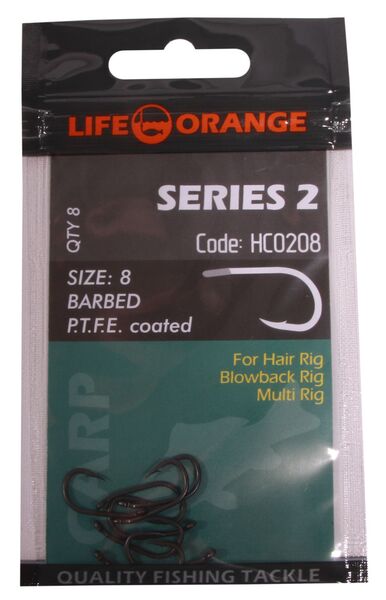 LIFE ORANGE
SERIES 2
QTY 8
Code: HC0208
SIZE: 8
BARBED
P.T.F.E. coated
For Hair Rig
Blowback Rig
Multi Rig
CARP
QUALITY FISHING TACKLE